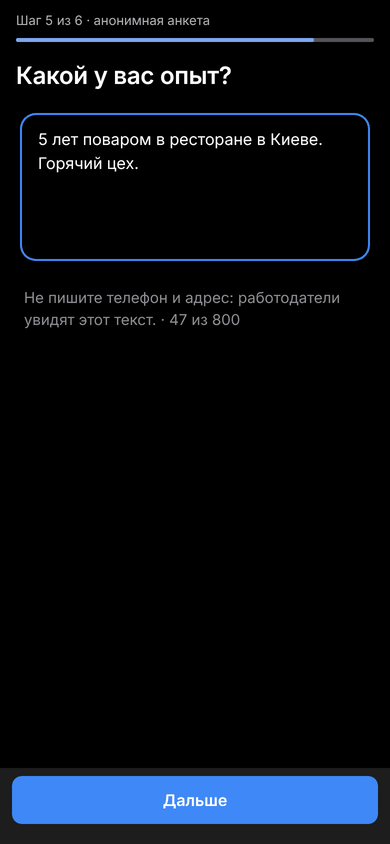 Шаг 5 из 6 · анонимная анкета
Какой у вас опыт?
5 лет поваром в ресторане в Киеве.
Горячий цех.
Не пишите телефон и адрес: работодатели
увидят этот текст. · 47 из 800
Дальше